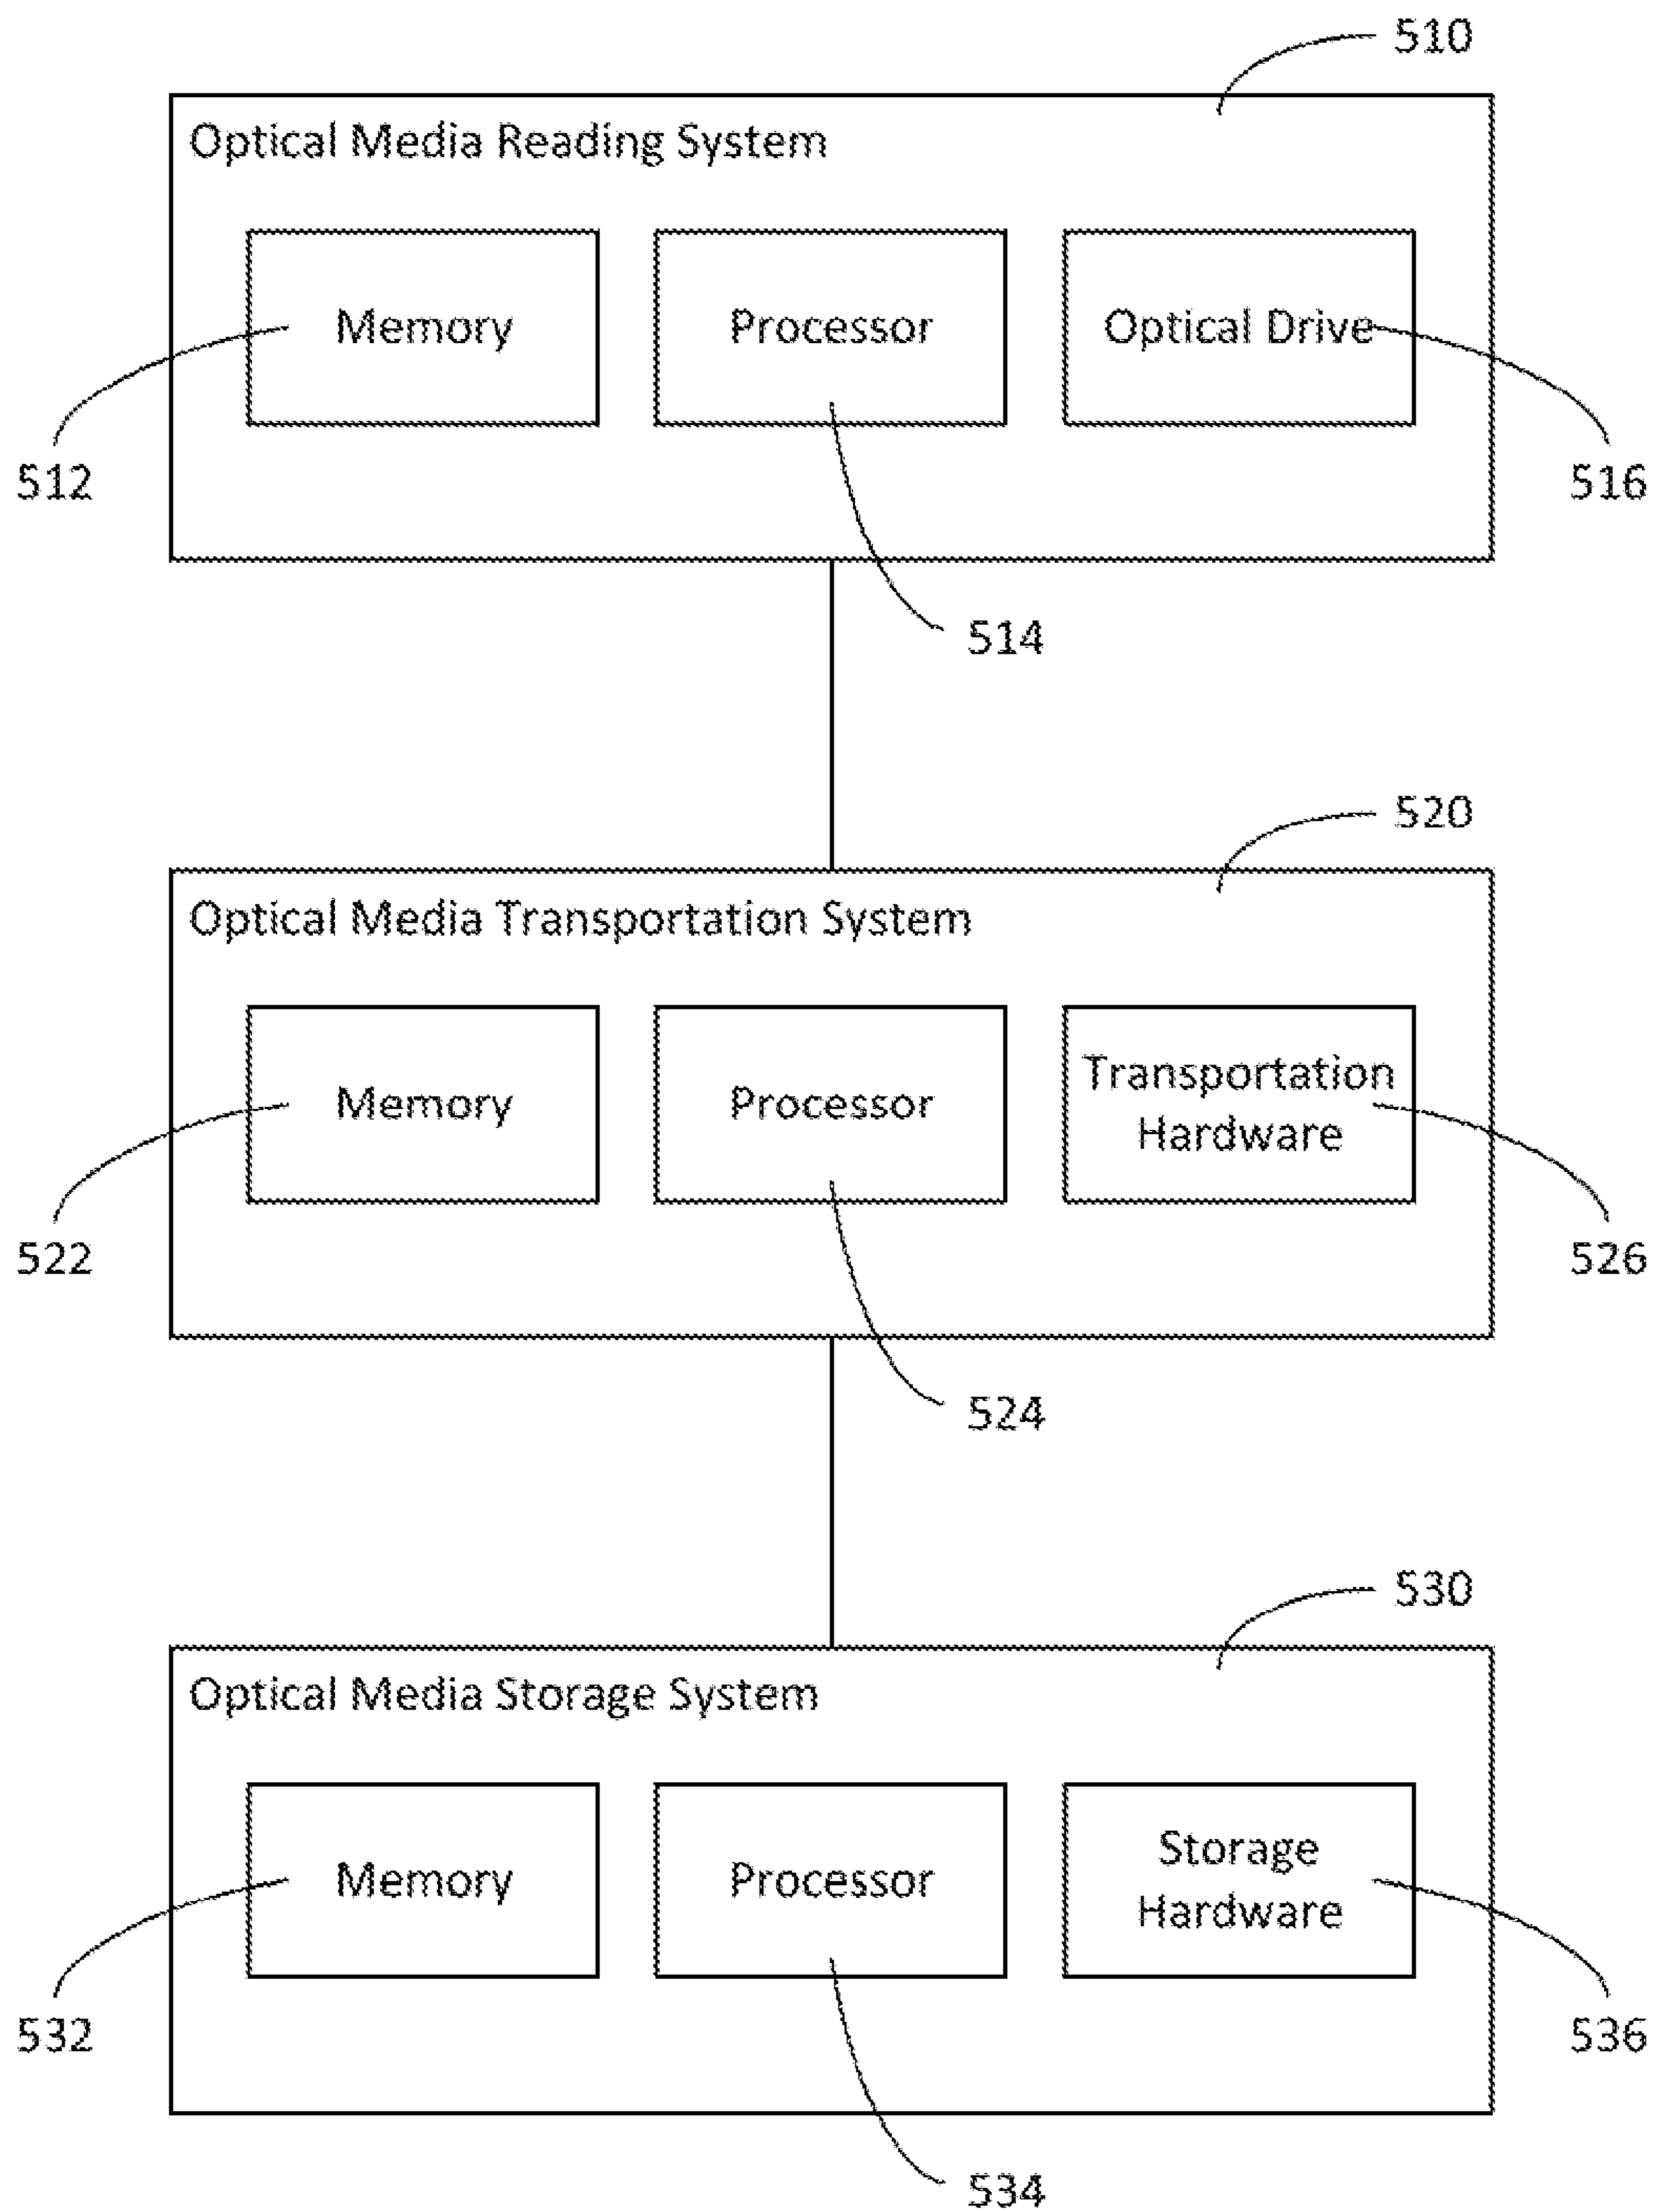 510
Optical Media Reading System
Memory
Processor
Optical Drive
512
516
514
520
Optical Media Transportation System
Memory
Processor
Transportation
Hardware
522
526
524
530
Optical Media Storage System
Memory
Processor
Storage
Hardware
532
536
534